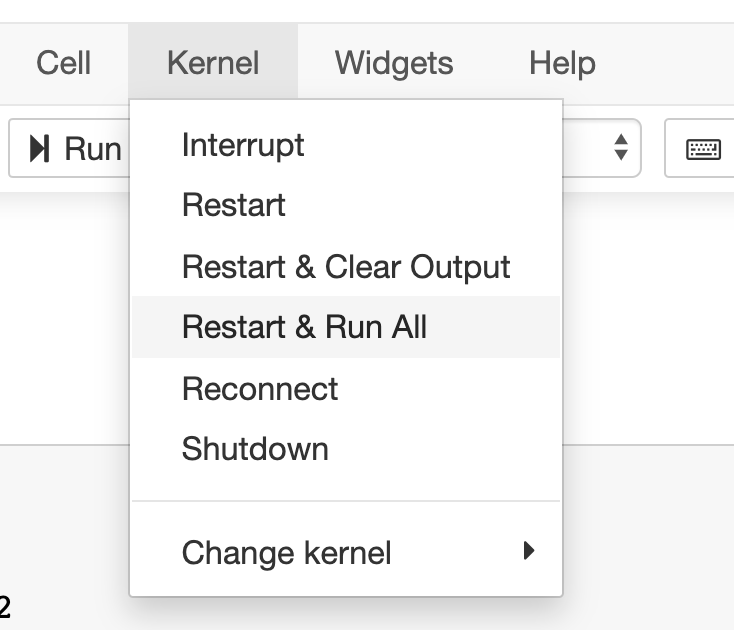 Cell Kernel Widgets Help
Run
Interrupt
Restart
Restart & Clear Output
Restart & Run All
Reconnect
Shutdown
Change kernel
2